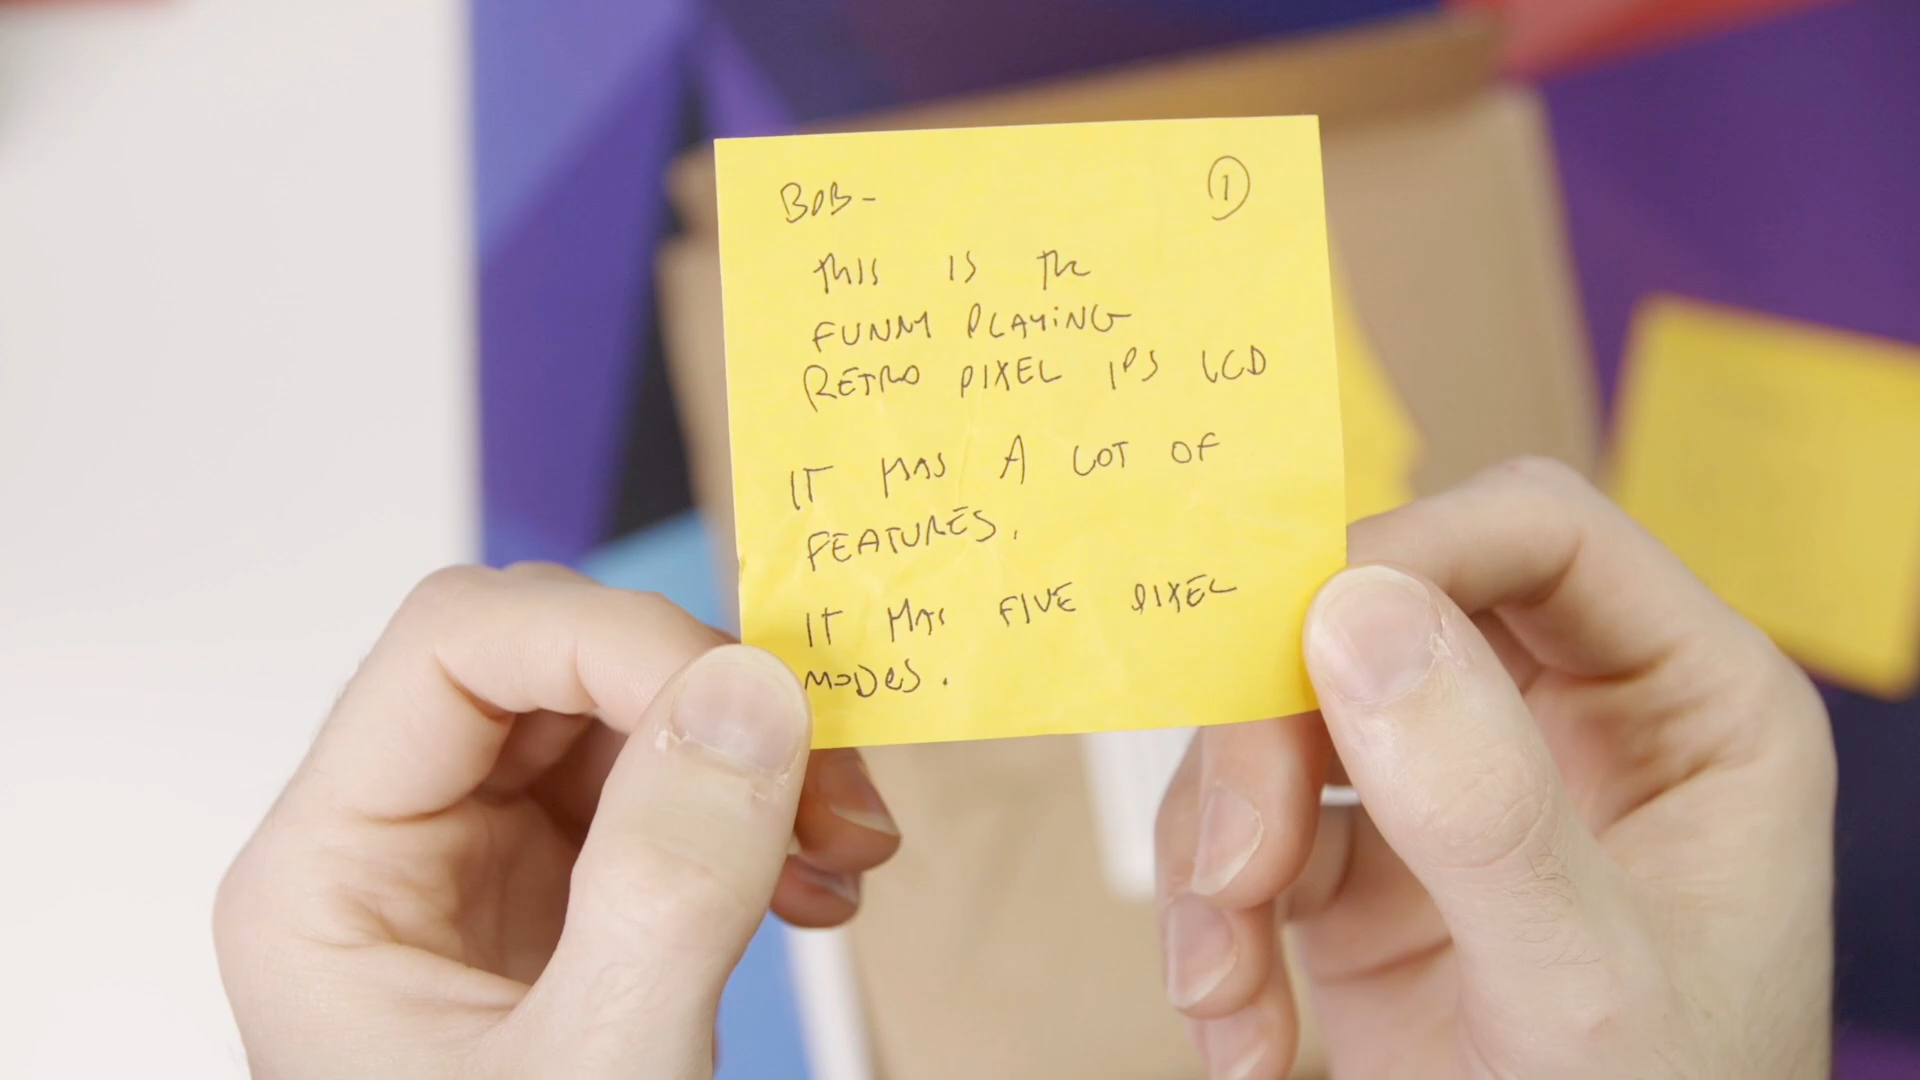 BOB- ①
This IS The
FUNNY PLAYiNG
RETRO PIXEL IPS LCD
IT HAS A LOT OF
FEATURES.
IT HAS FIVE PIXEL
MODES.